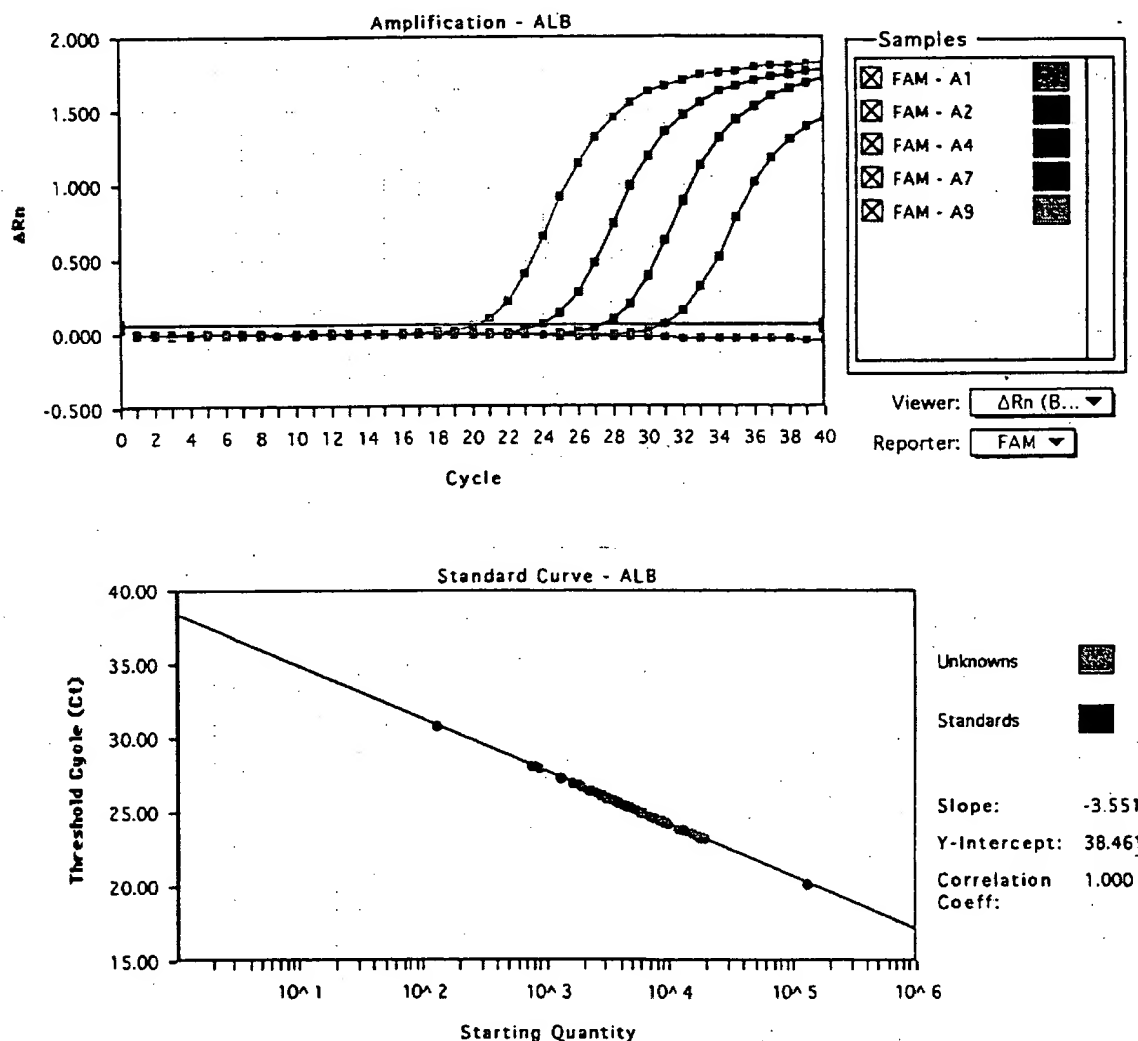 Amplification - ALB
2.000
1.500
1.000
0.500
0.000
-0.500
ΔRn
0 2 4 6 8 10 12 14 16 18 20 22 24 26 28 30 32 34 36 38 40
Cycle
Samples
FAM - A1
FAM - A2
FAM - A4
FAM - A7
FAM - A9
Viewer: ΔRn (B...
Reporter: FAM
Standard Curve - ALB
40.00
35.00
30.00
25.00
20.00
15.00
Threshold Cycle (Ct)
10^1 10^2 10^3 10^4 10^5 10^6
Starting Quantity
Unknowns
Standards
Slope: -3.551
Y-Intercept: 38.461
Correlation 1.000
Coeff: